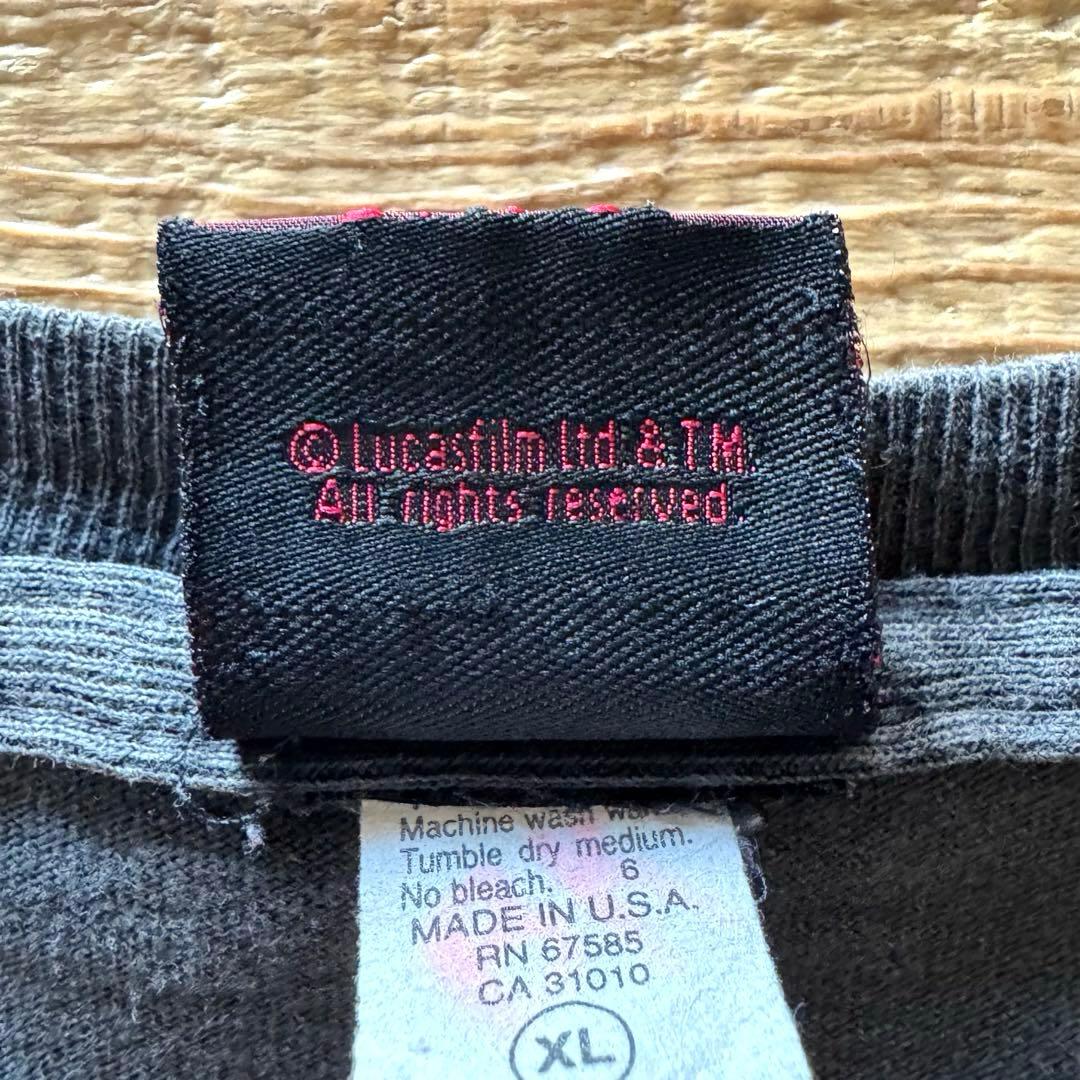 © Lucasfilm Ltd & TM.
All rights reserved.
Machine wash
Tumble dry medium.
No bleach. 6
MADE IN U.S.A.
RN 67585
CA 31010
XL